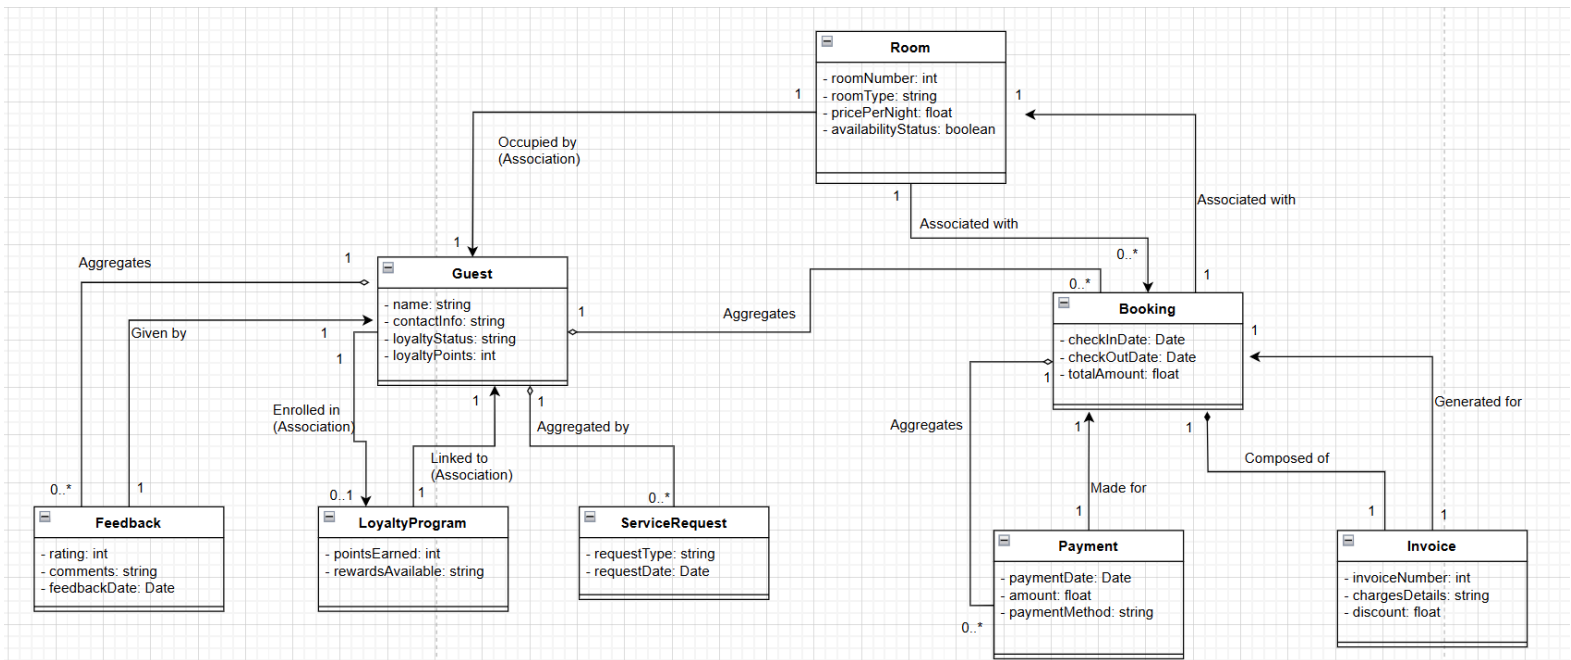 Room
- roomNumber: int
- roomType: string
- pricePerNight: float
- availabilityStatus: boolean
1
1
Occupied by
(Association)
1
Associated with
Associated with
1
0..*
1
Aggregates
1
Guest
- name: string
- contactInfo: string
- loyaltyStatus: string
- loyaltyPoints: int
1
Aggregates
0..*
Booking
- checkInDate: Date
- checkOutDate: Date
- totalAmount: float
1
Given by
1
1
1
Enrolled in
(Association)
1
1
Aggregated by
Linked to
(Association)
Aggregates
1
1
Generated for
Composed of
Made for
0..*
1
0..1
1
0..*
1
1
1
Feedback
- rating: int
- comments: string
- feedbackDate: Date
LoyaltyProgram
- pointsEarned: int
- rewardsAvailable: string
ServiceRequest
- requestType: string
- requestDate: Date
Payment
- paymentDate: Date
- amount: float
- paymentMethod: string
0..*
Invoice
- invoiceNumber: int
- chargesDetails: string
- discount: float